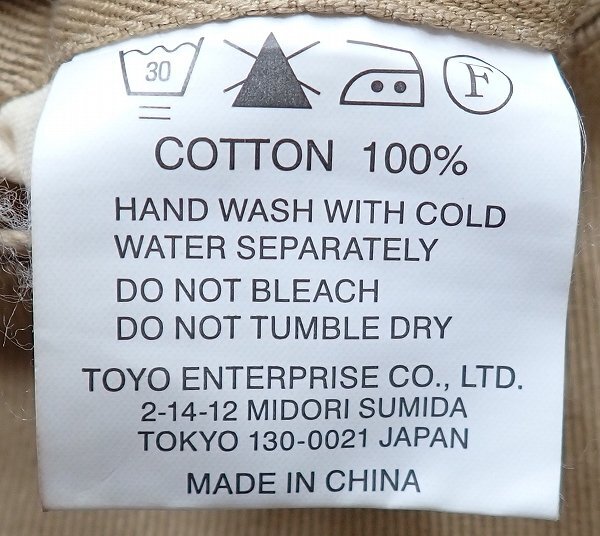 30 F
COTTON 100%
HAND WASH WITH COLD
WATER SEPARATELY
DO NOT BLEACH
DO NOT TUMBLE DRY
TOYO ENTERPRISE CO., LTD.
2-14-12 MIDORI SUMIDA
TOKYO 130-0021 JAPAN
MADE IN CHINA